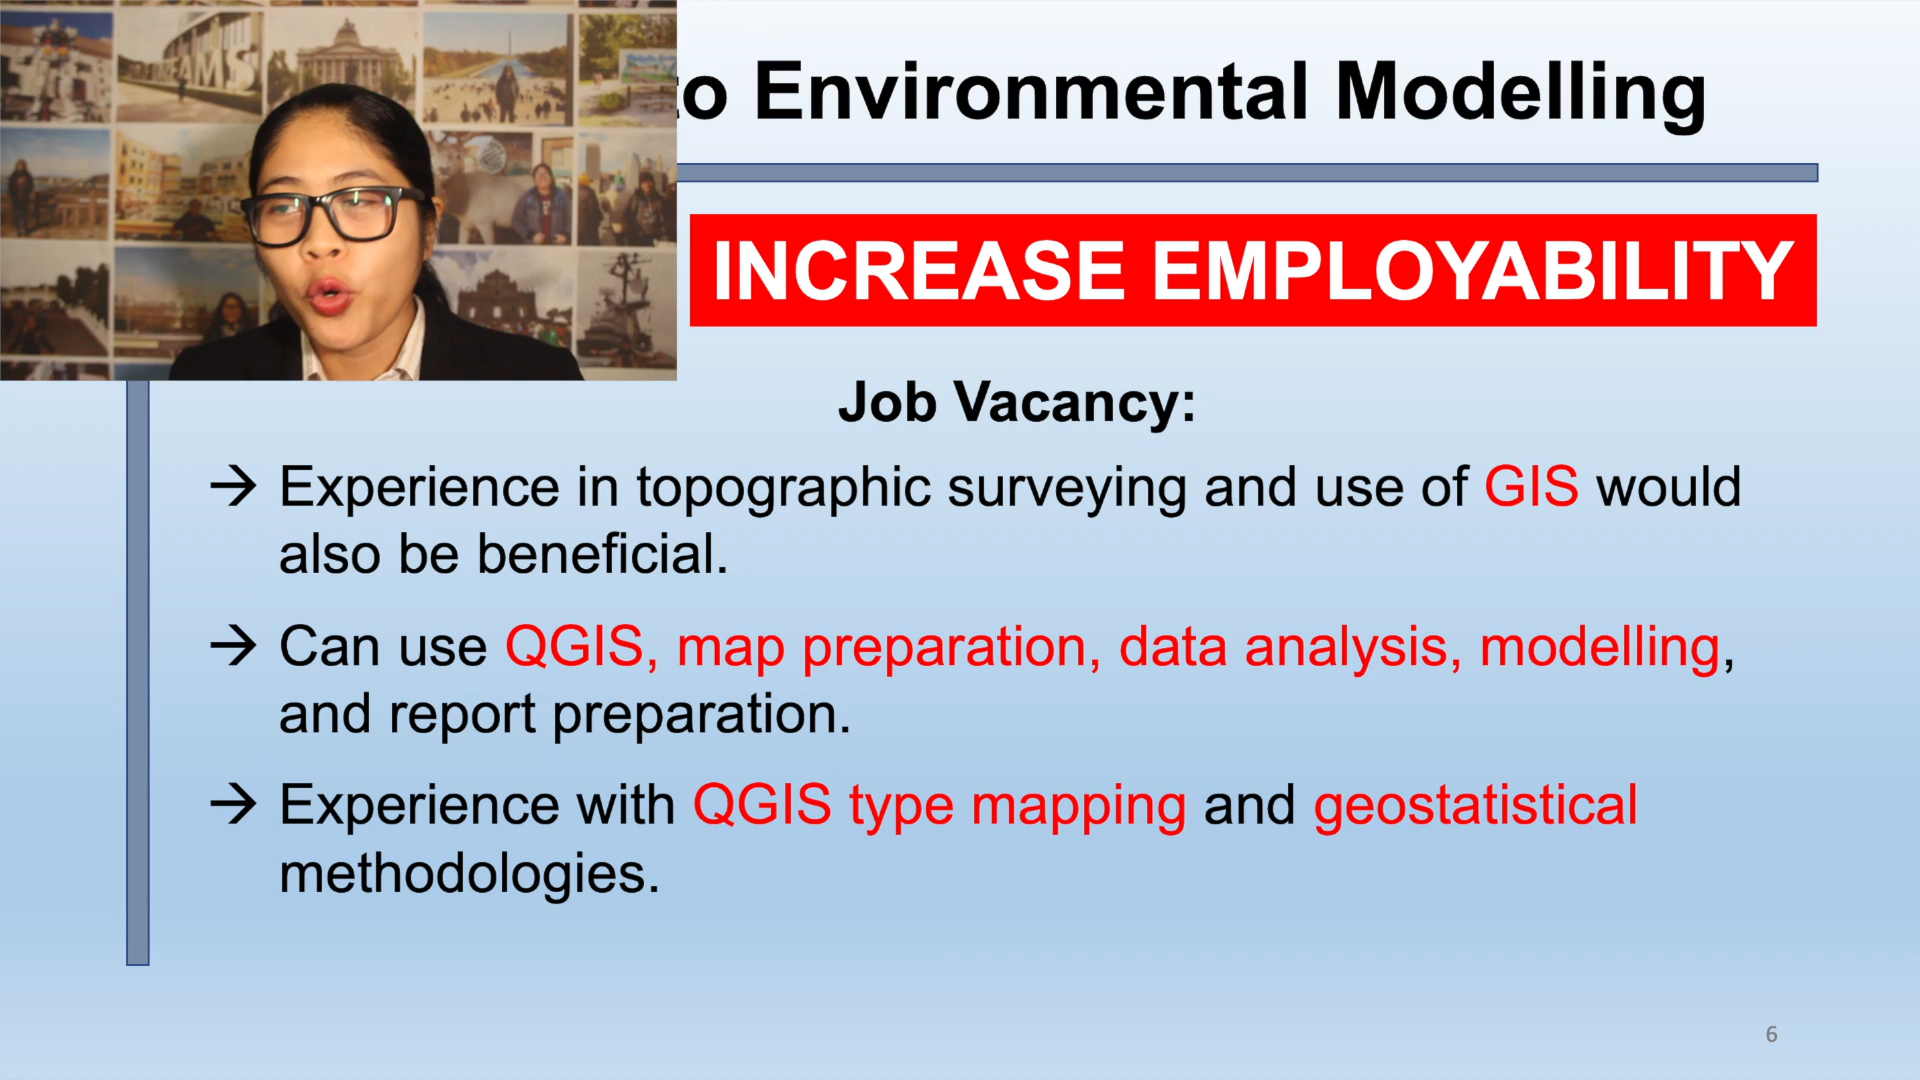 to Environmental Modelling
INCREASE EMPLOYABILITY
Job Vacancy:
→ Experience in topographic surveying and use of GIS would
also be beneficial.
→ Can use QGIS, map preparation, data analysis, modelling,
and report preparation.
→ Experience with QGIS type mapping and geostatistical
methodologies.
6